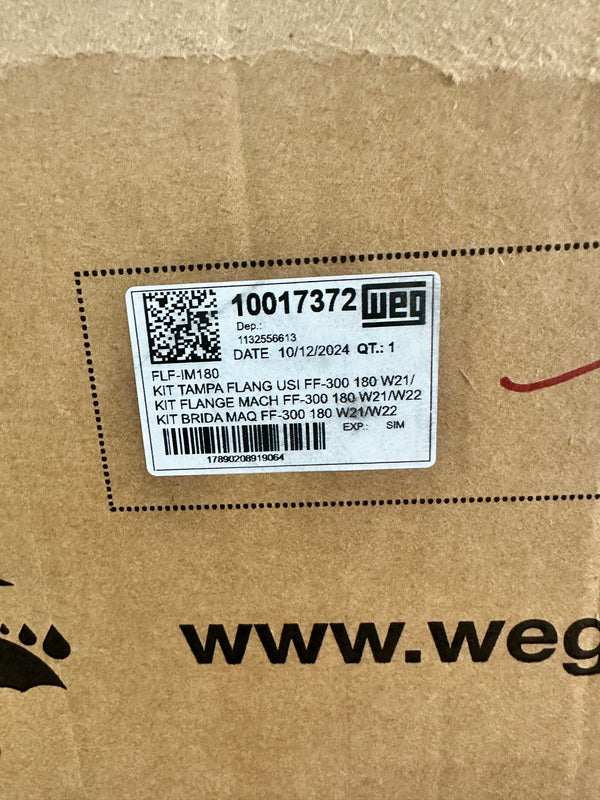 10017372 weg
Dep.:
1132556613
DATE 10/12/2024 QT.: 1
FLF-IM180
KIT TAMPA FLANG USI FF-300 180 W21/
KIT FLANGE MACH FF-300 180 W21/W22
KIT BRIDA MAQ FF-300 180 W21/W22
EXP.: SIM
17890208919064
www.weg